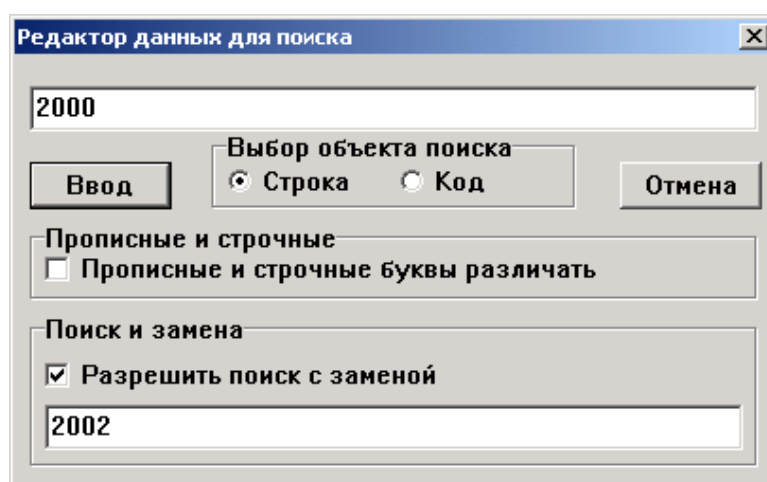 Редактор данных для поиска
2000
Выбор объекта поиска
Ввод
Строка
Код
Отмена
Прописные и строчные
Прописные и строчные буквы различать
Поиск и замена
Разрешить поиск с заменой
2002